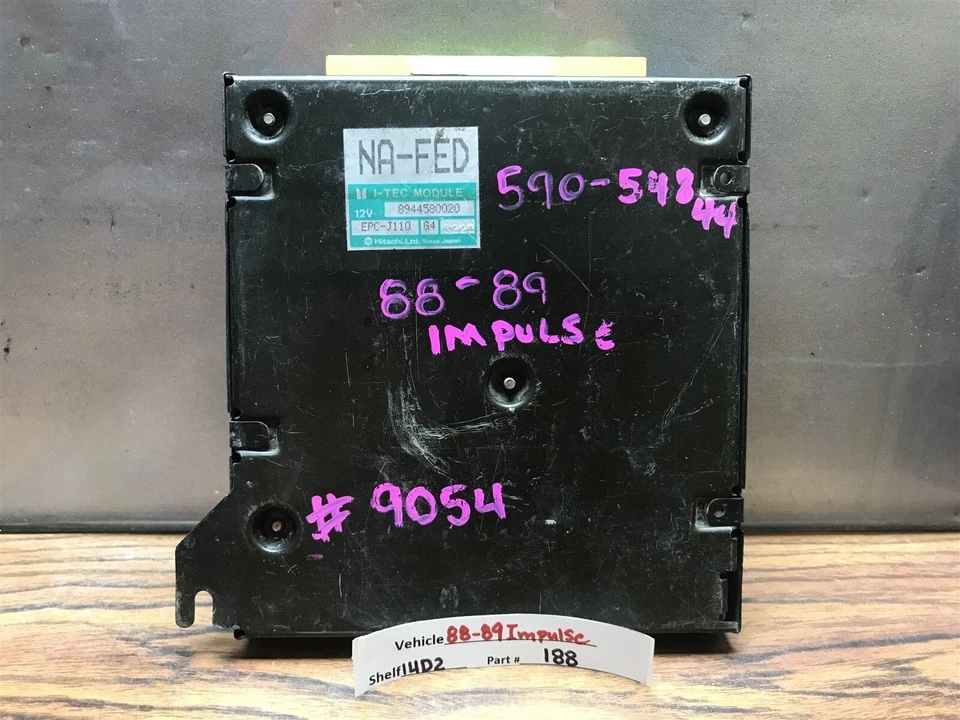 NA-FED
I-TEC MODULE
12V 8944580020
EPC-J110 G4
Hitachi, Ltd. Tokyo Japan
590-548
44
88-89
IMPULSE
# 9054
Vehicle 88-89 Impulse
Shelf 14D2 Part # 188